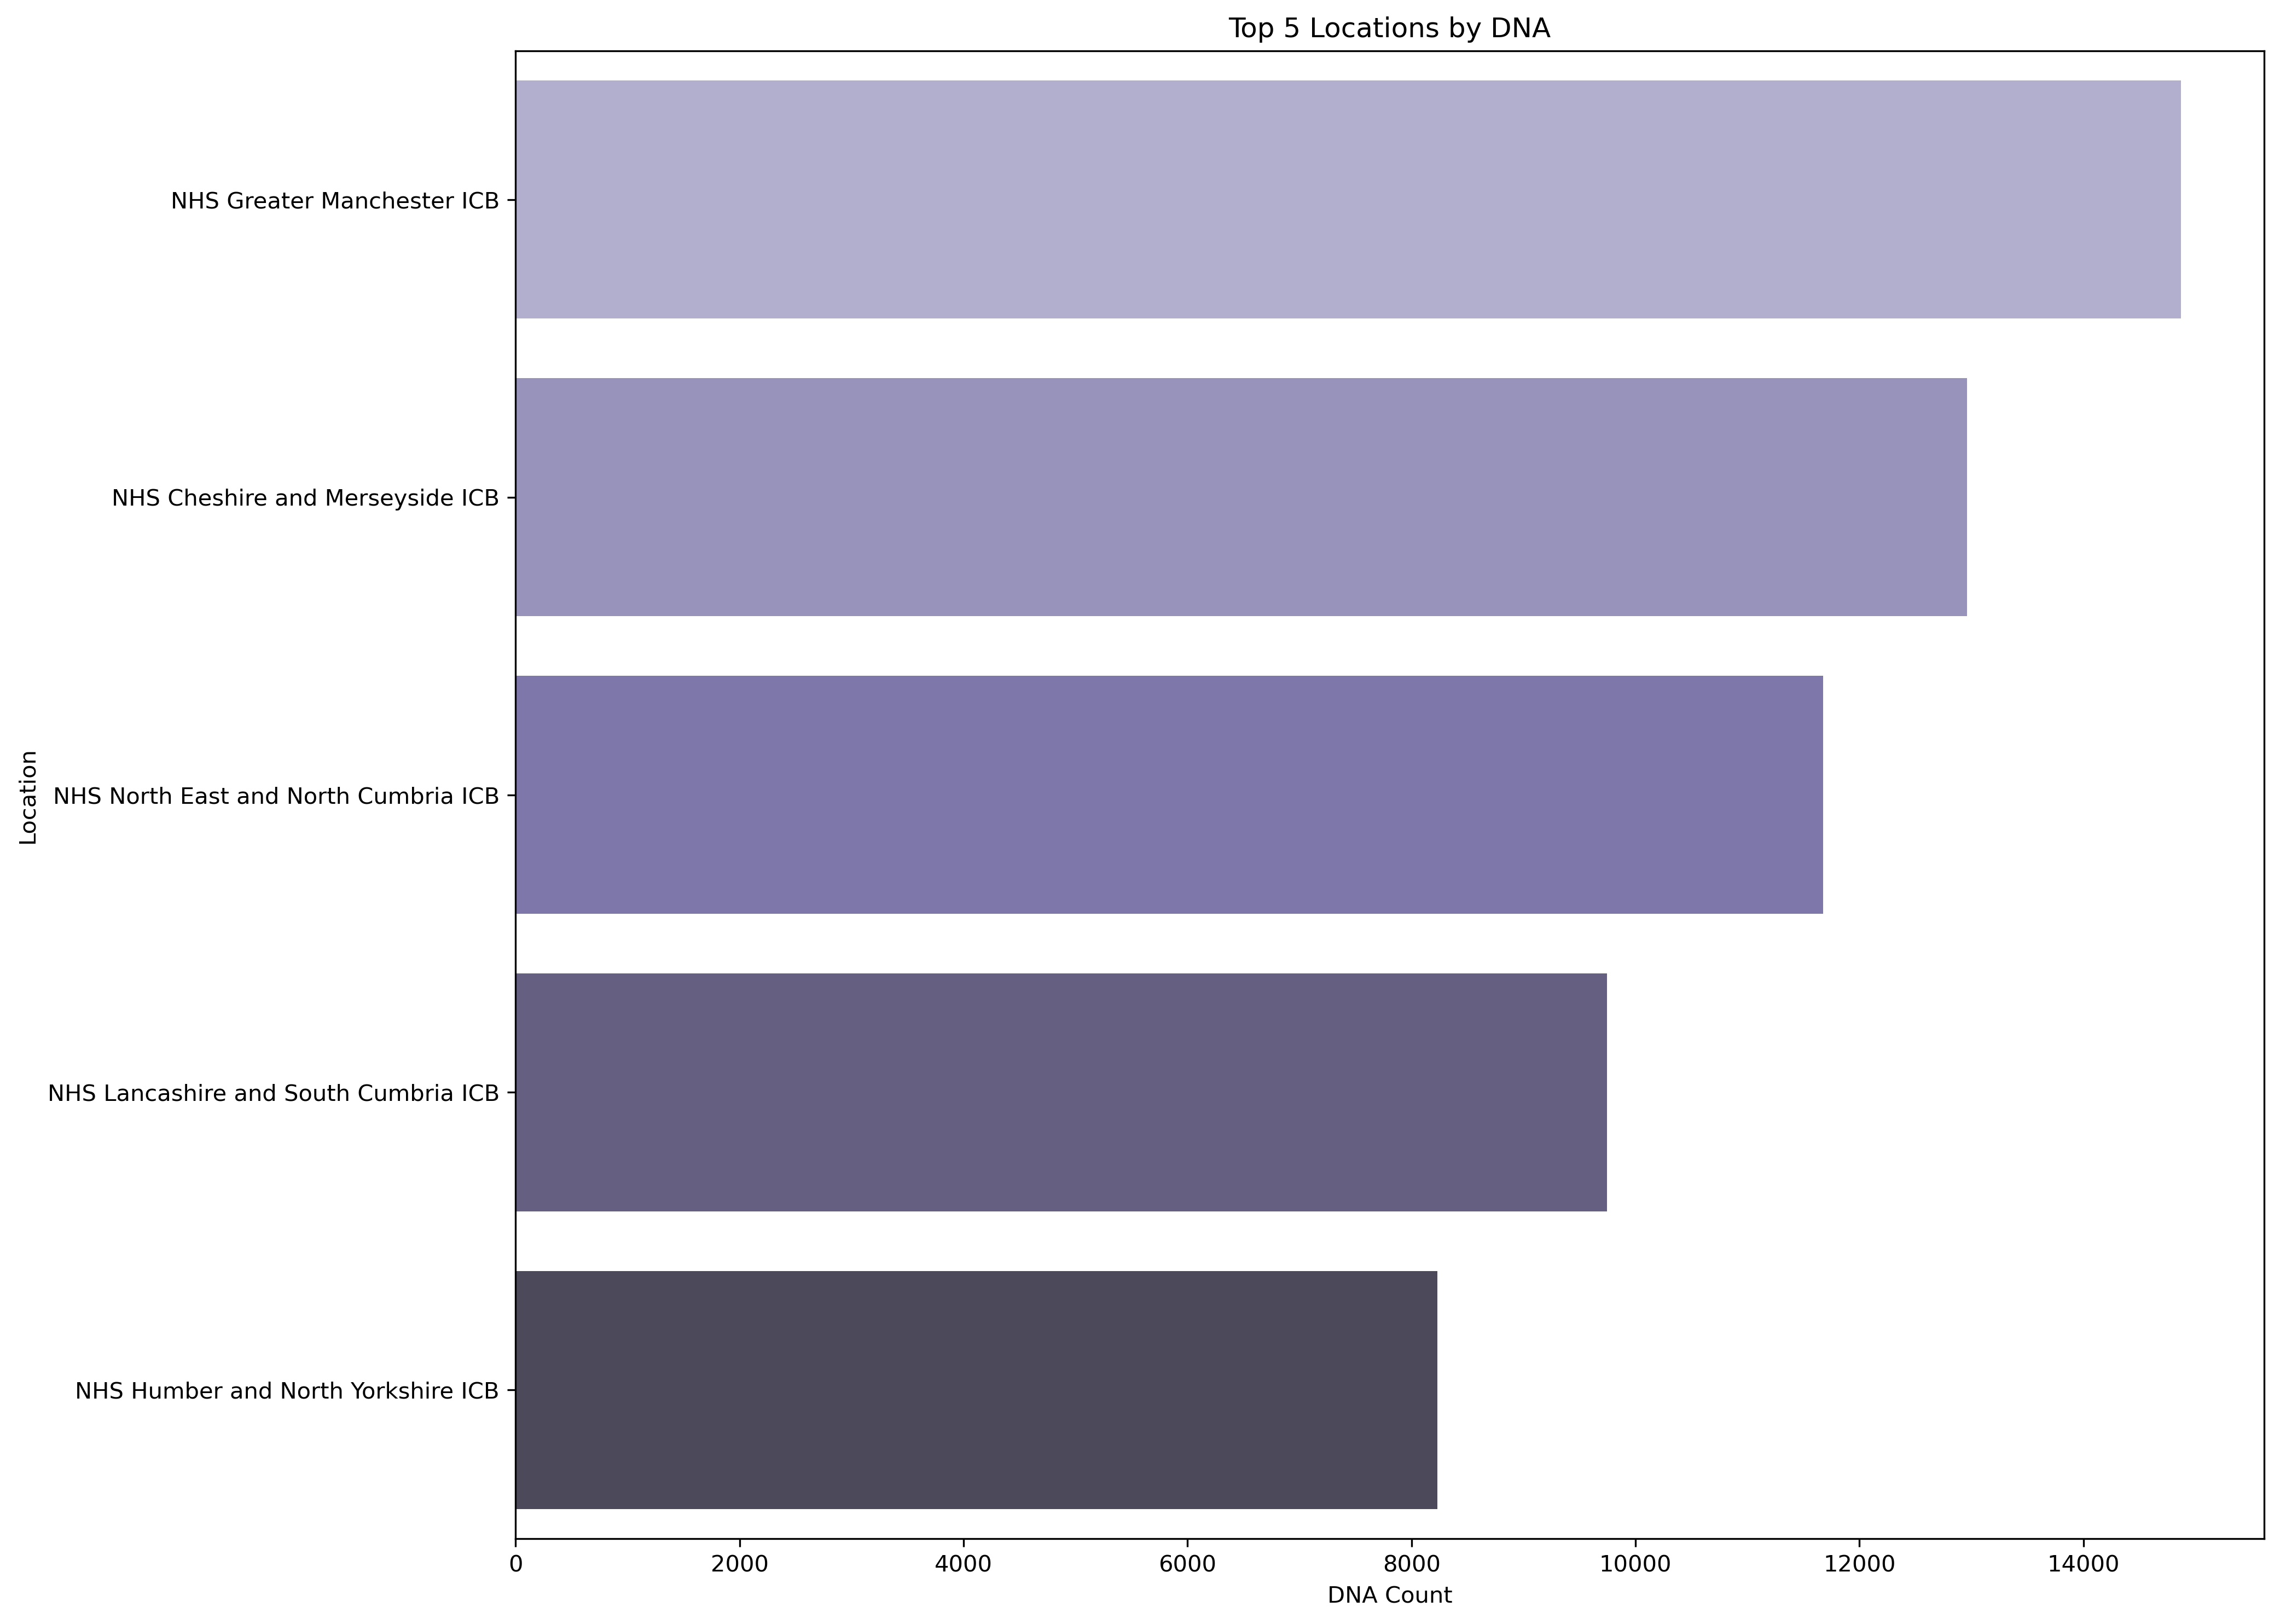 Top 5 Locations by DNA
Location
NHS Greater Manchester ICB
NHS Cheshire and Merseyside ICB
NHS North East and North Cumbria ICB
NHS Lancashire and South Cumbria ICB
NHS Humber and North Yorkshire ICB
0 2000 4000 6000 8000 10000 12000 14000
DNA Count